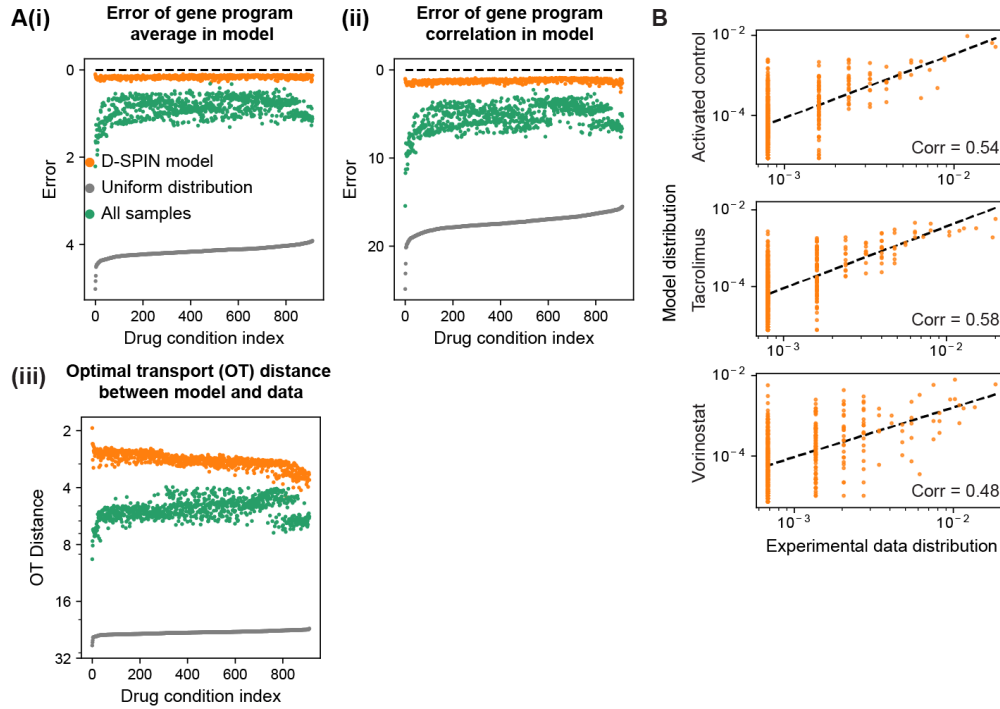 A(i)
Error of gene program
average in model
0
2
4
Error
D-SPIN model
Uniform distribution
All samples
0 200 400 600 800
Drug condition index
(ii)
Error of gene program
correlation in model
0
10
20
Error
0 200 400 600 800
Drug condition index
(iii)
Optimal transport (OT) distance
between model and data
2
4
8
16
32
OT Distance
0 200 400 600 800
Drug condition index
B
Model distribution
Activated control
10⁻²
10⁻⁴
Corr = 0.54
10⁻³ 10⁻²
Tacrolimus
10⁻²
10⁻⁴
Corr = 0.58
10⁻³ 10⁻²
Vorinostat
10⁻²
10⁻⁴
Corr = 0.48
10⁻³ 10⁻²
Experimental data distribution